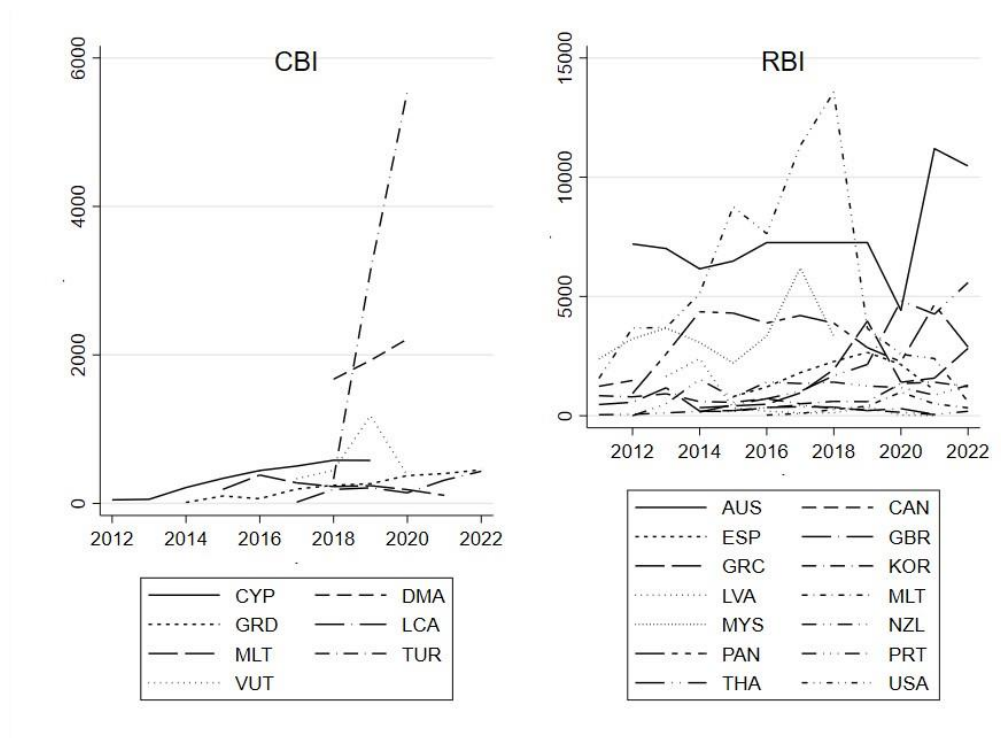 CBI
6000
4000
2000
0
2012 2014 2016 2018 2020 2022
CYP DMA
GRD LCA
MLT TUR
VUT
RBI
15000
10000
5000
0
2012 2014 2016 2018 2020 2022
AUS CAN
ESP GBR
GRC KOR
LVA MLT
MYS NZL
PAN PRT
THA USA